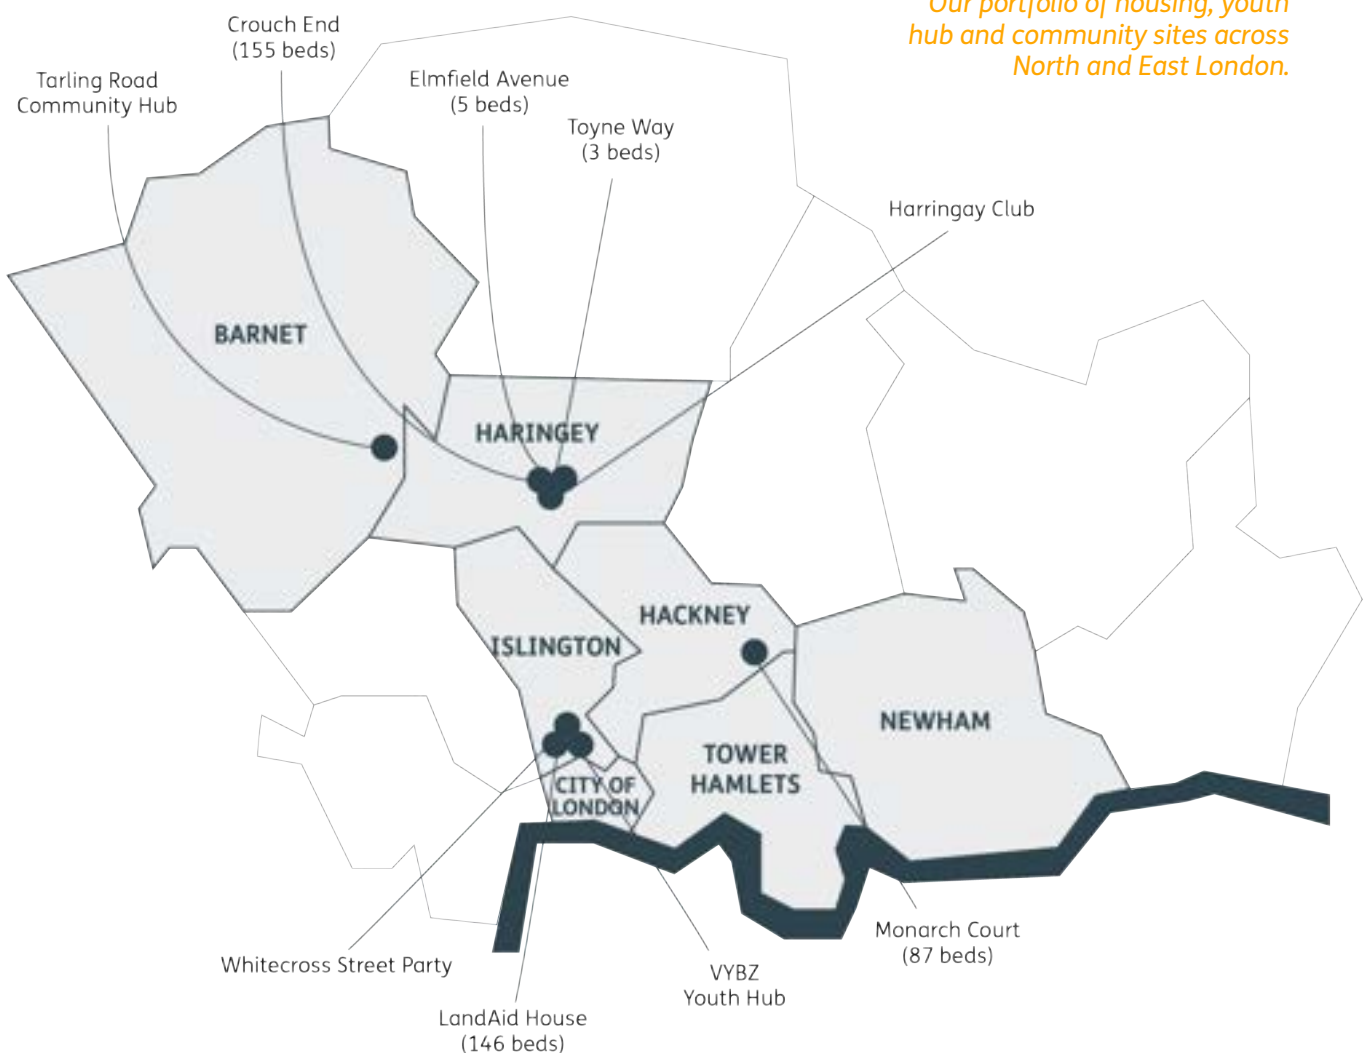 Our portfolio of housing, youth
hub and community sites across
North and East London.
Crouch End
(155 beds)
Tarling Road
Community Hub
Elmfield Avenue
(5 beds)
Toyne Way
(3 beds)
Harringay Club
BARNET
HARINGEY
HACKNEY
ISLINGTON
NEWHAM
TOWER
HAMLETS
CITY OF
LONDON
Monarch Court
(87 beds)
Whitecross Street Party
VYBZ
Youth Hub
LandAid House
(146 beds)